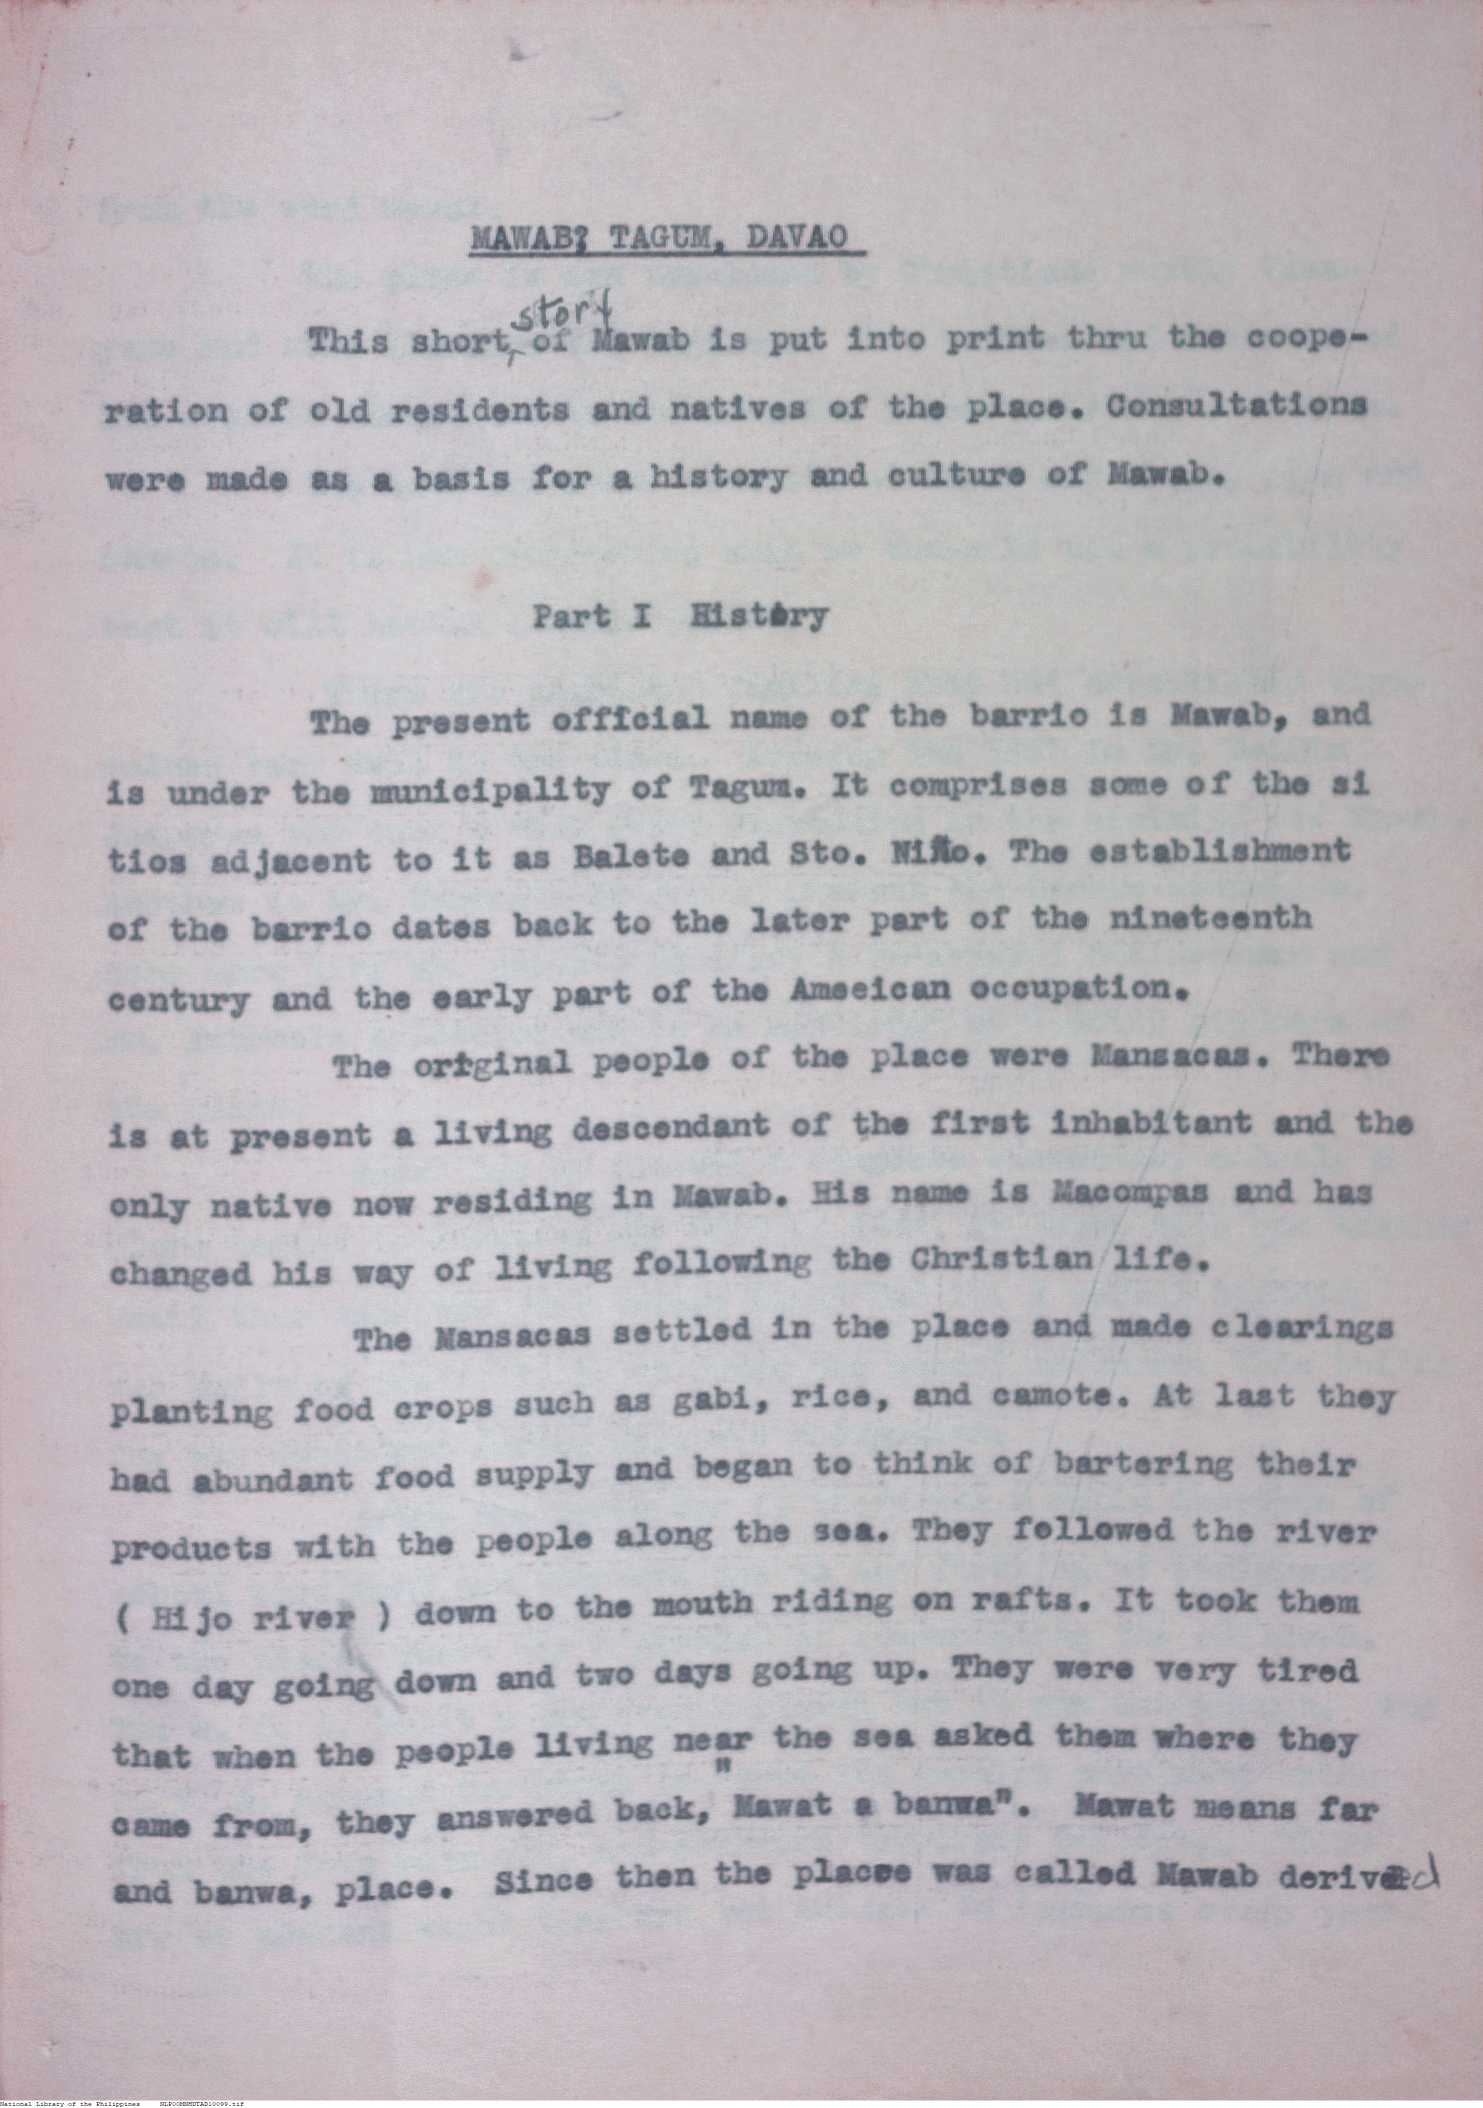 MAWAB? TAGUM, DAVAO
This short story of Mawab is put into print thru the coope-
ration of old residents and natives of the place. Consultations
were made as a basis for a history and culture of Mawab.
Part I History
The present official name of the barrio is Mawab, and
is under the municipality of Tagum. It comprises some of the si
tios adjacent to it as Balete and Sto. Niño. The establishment
of the barrio dates back to the later part of the nineteenth
century and the early part of the Ameeican occupation.
The original people of the place were Mansacas. There
is at present a living descendant of the first inhabitant and the
only native now residing in Mawab. His name is Macompas and has
changed his way of living following the Christian life.
The Mansacas settled in the place and made clearings
planting food crops such as gabi, rice, and camote. At last they
had abundant food supply and began to think of bartering their
products with the people along the sea. They followed the river
( Hijo river ) down to the mouth riding on rafts. It took them
one day going down and two days going up. They were very tired
that when the people living near the sea asked them where they
came from, they answered back, "Mawat a banwa". Mawat means far
and banwa, place. Since then the place was called Mawab derived
National Library of the Philippines NLPOOMBMDTAD10099.tif